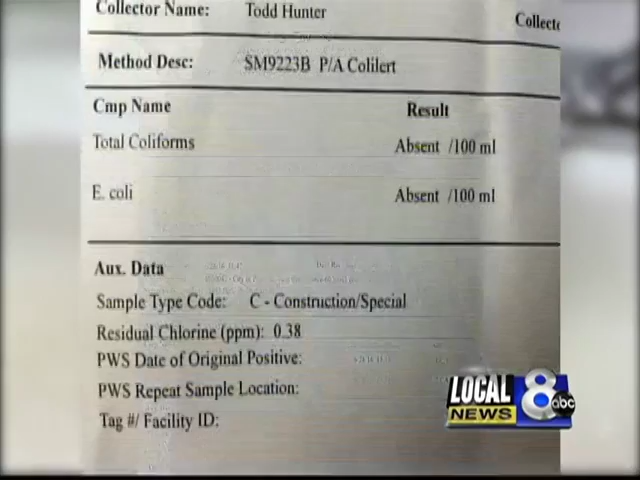 Collector Name: Todd Hunter
Method Desc: SM9223B P/A Colilert
Cmp Name Result
Total Coliforms Absent /100 ml
E. coli Absent /100 ml
Aux. Data
Sample Type Code: C - Construction/Special
Residual Chlorine (ppm): 0.38
PWS Date of Original Positive:
PWS Repeat Sample Location:
Tag #/ Facility ID:
LOCAL 8 abc
NEWS